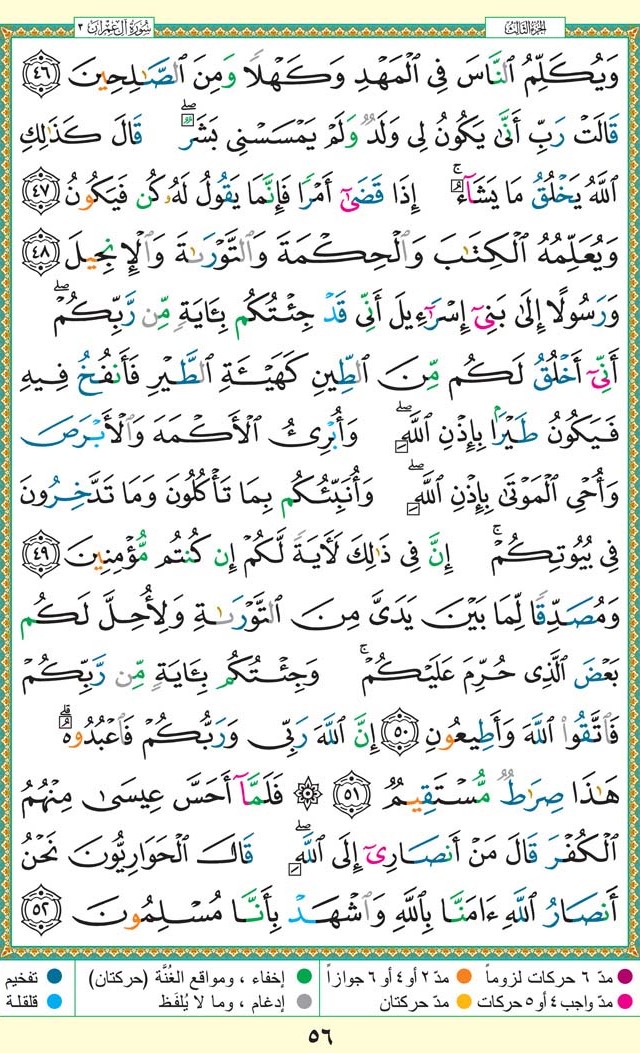 سُورَةُ آلِ عِمْرَانَ ٣
الجزء الثالث
وَيُكَلِّمُ ٱلنَّاسَ فِى ٱلْمَهْدِ وَكَهْلًا وَمِنَ ٱلصَّـٰلِحِينَ ٤٦
قَالَتْ رَبِّ أَنَّىٰ يَكُونُ لِى وَلَدٌ وَلَمْ يَمْسَسْنِى بَشَرٌ ۖ قَالَ كَذَٰلِكِ
ٱللَّهُ يَخْلُقُ مَا يَشَآءُ ۚ إِذَا قَضَىٰٓ أَمْرًا فَإِنَّمَا يَقُولُ لَهُۥ كُن فَيَكُونُ ٤٧
وَيُعَلِّمُهُ ٱلْكِتَـٰبَ وَٱلْحِكْمَةَ وَٱلتَّوْرَىٰةَ وَٱلْإِنجِيلَ ٤٨
وَرَسُولًا إِلَىٰ بَنِىٓ إِسْرَٰٓءِيلَ أَنِّى قَدْ جِئْتُكُم بِـَٔايَةٍ مِّن رَّبِّكُمْ ۖ
أَنِّىٓ أَخْلُقُ لَكُم مِّنَ ٱلطِّينِ كَهَيْـَٔةِ ٱلطَّيْرِ فَأَنفُخُ فِيهِ
فَيَكُونُ طَيْرًۢا بِإِذْنِ ٱللَّهِ ۖ وَأُبْرِئُ ٱلْأَكْمَهَ وَٱلْأَبْرَصَ
وَأُحْىِ ٱلْمَوْتَىٰ بِإِذْنِ ٱللَّهِ ۖ وَأُنَبِّئُكُم بِمَا تَأْكُلُونَ وَمَا تَدَّخِرُونَ
فِى بُيُوتِكُمْ ۚ إِنَّ فِى ذَٰلِكَ لَـَٔايَةً لَّكُمْ إِن كُنتُم مُّؤْمِنِينَ ٤٩
وَمُصَدِّقًا لِّمَا بَيْنَ يَدَىَّ مِنَ ٱلتَّوْرَىٰةِ وَلِأُحِلَّ لَكُم
بَعْضَ ٱلَّذِى حُرِّمَ عَلَيْكُمْ ۚ وَجِئْتُكُم بِـَٔايَةٍ مِّن رَّبِّكُمْ
فَٱتَّقُوا۟ ٱللَّهَ وَأَطِيعُونِ ٥٠ إِنَّ ٱللَّهَ رَبِّى وَرَبُّكُمْ فَٱعْبُدُوهُ ۗ
هَـٰذَا صِرَٰطٌ مُّسْتَقِيمٌ ٥١ ۞ فَلَمَّآ أَحَسَّ عِيسَىٰ مِنْهُمُ
ٱلْكُفْرَ قَالَ مَنْ أَنصَارِىٓ إِلَى ٱللَّهِ ۖ قَالَ ٱلْحَوَارِيُّونَ نَحْنُ
أَنصَارُ ٱللَّهِ ءَامَنَّا بِٱللَّهِ وَٱشْهَدْ بِأَنَّا مُسْلِمُونَ ٥٢
مدّ ٦ حركات لزوماً مدّ ٢ أو ٤ أو ٦ جوازاً إخفاء ، ومواقع الغُنَّة (حركتان) تفخيم
مدّ واجب ٤ أو ٥ حركات مدّ حركتان إدغام ، وما لا يُلفَظ قلقلة
٥٦